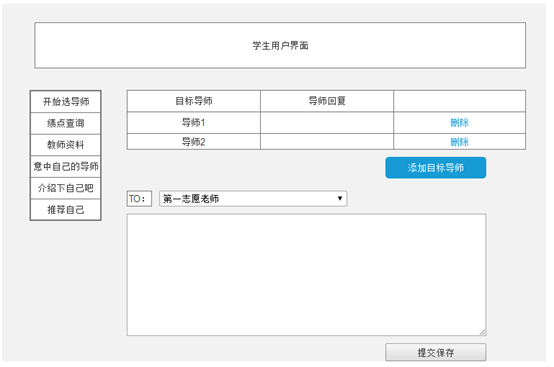 学生用户界面
开始选导师
绩点查询
教师资料
意中自己的导师
介绍下自己吧
推荐自己
目标导师 导师回复
导师1 删除
导师2 删除
添加目标导师
TO： 第一志愿老师
提交保存